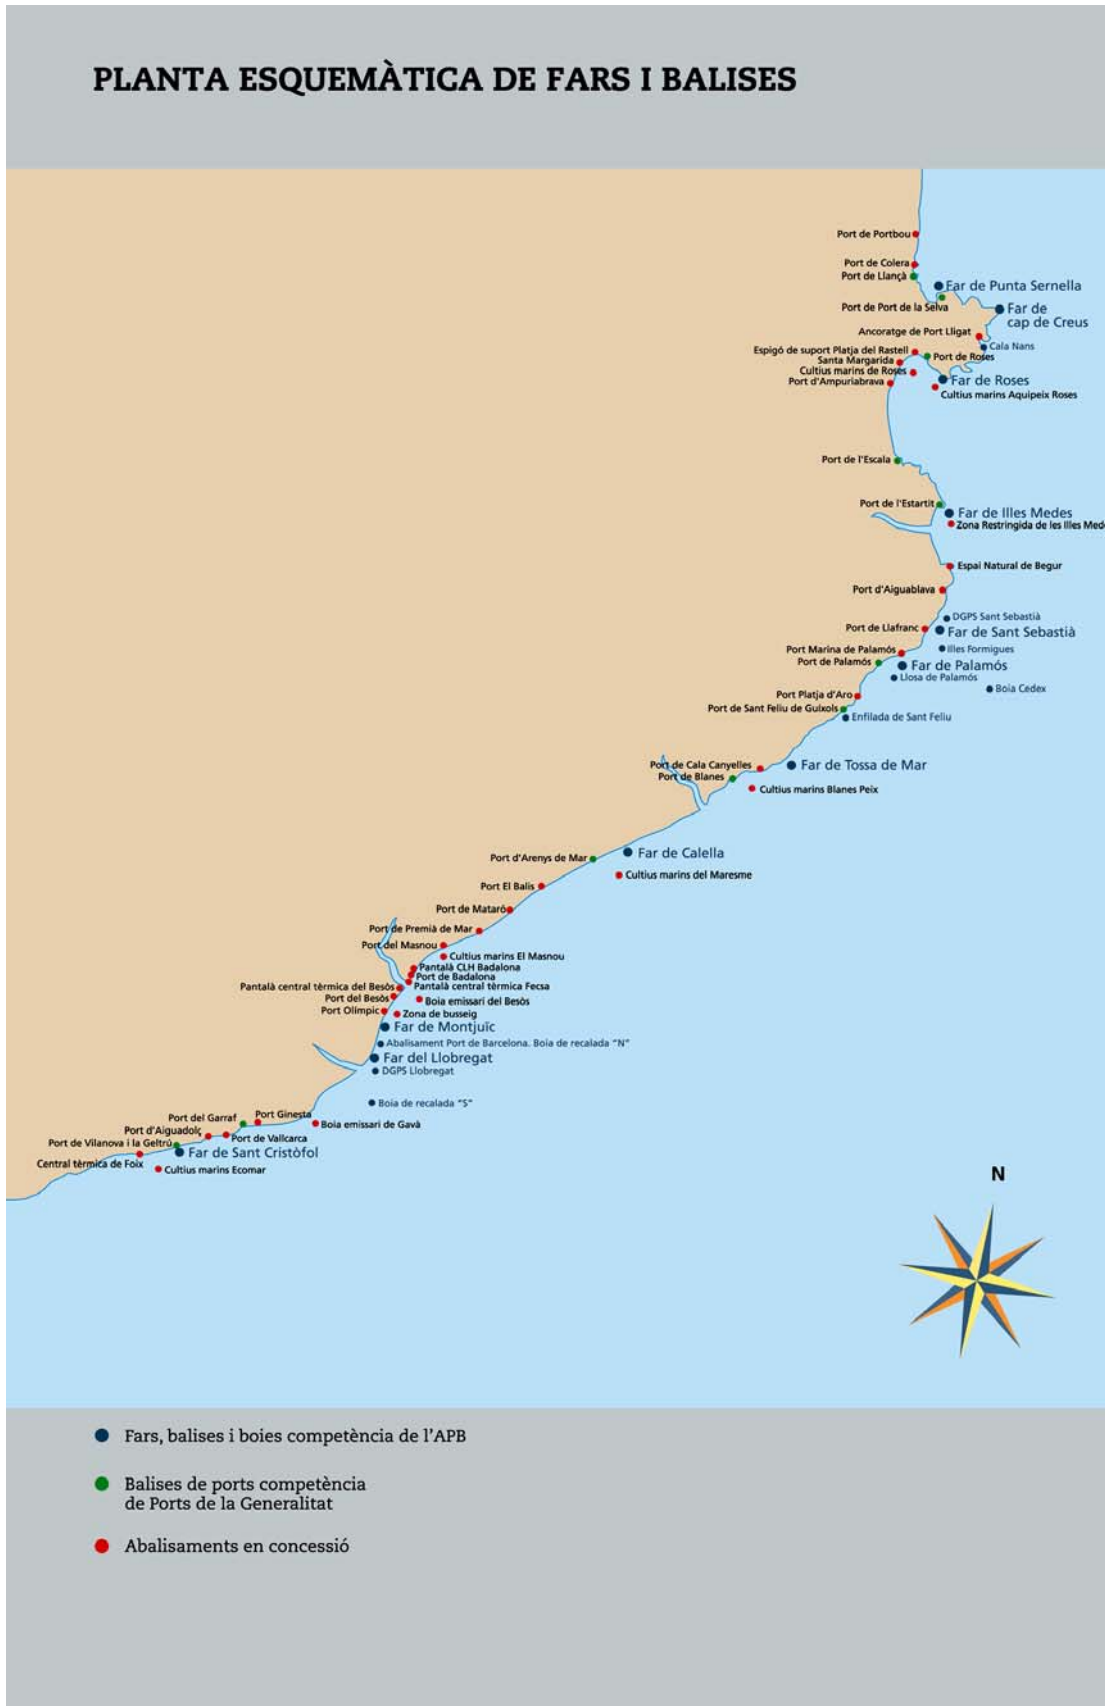 PLANTA ESQUEMÀTICA DE FARS I BALISES
Port de Portbou
Port de Colera
Port de Llançà
Far de Punta Sernella
Port de Port de la Selva
Far de
cap de Creus
Ancoratge de Port Lligat
Cala Nans
Espigó de suport Platja del Rastell
Port de Roses
Santa Margarida
Cultius marins de Roses
Far de Roses
Port d'Ampuriabrava
Cultius marins Aquipeix Roses
Port de l'Escala
Port de l'Estartit
Far de Illes Medes
Zona Restringida de les Illes Mede
Espai Natural de Begur
Port d'Aiguablava
DGPS Sant Sebastià
Port de Llafranc
Far de Sant Sebastià
Port Marina de Palamós
Illes Formigues
Port de Palamós
Far de Palamós
Llosa de Palamós
Boia Cedex
Port Platja d'Aro
Port de Sant Feliu de Guíxols
Enfilada de Sant Feliu
Port de Cala Canyelles
Far de Tossa de Mar
Port de Blanes
Cultius marins Blanes Peix
Far de Calella
Port d'Arenys de Mar
Cultius marins del Maresme
Port El Balis
Port de Mataró
Port de Premià de Mar
Port del Masnou
Cultius marins El Masnou
Pantalà CLH Badalona
Port de Badalona
Pantalà central tèrmica del Besòs
Pantalà central tèrmica Fecsa
Port del Besòs
Boia emissari del Besòs
Port Olímpic
Zona de busseig
Far de Montjuïc
Abalisament Port de Barcelona. Boia de recalada "N"
Far del Llobregat
DGPS Llobregat
Boia de recalada "S"
Port del Garraf
Port Ginesta
Boia emissari de Gavà
Port d'Aiguadolç
Port de Vallcarca
Port de Vilanova i la Geltrú
Far de Sant Cristòfol
Central tèrmica de Foix
Cultius marins Ecomar
N
Fars, balises i boies competència de l'APB
Balises de ports competència
de Ports de la Generalitat
Abalisaments en concessió